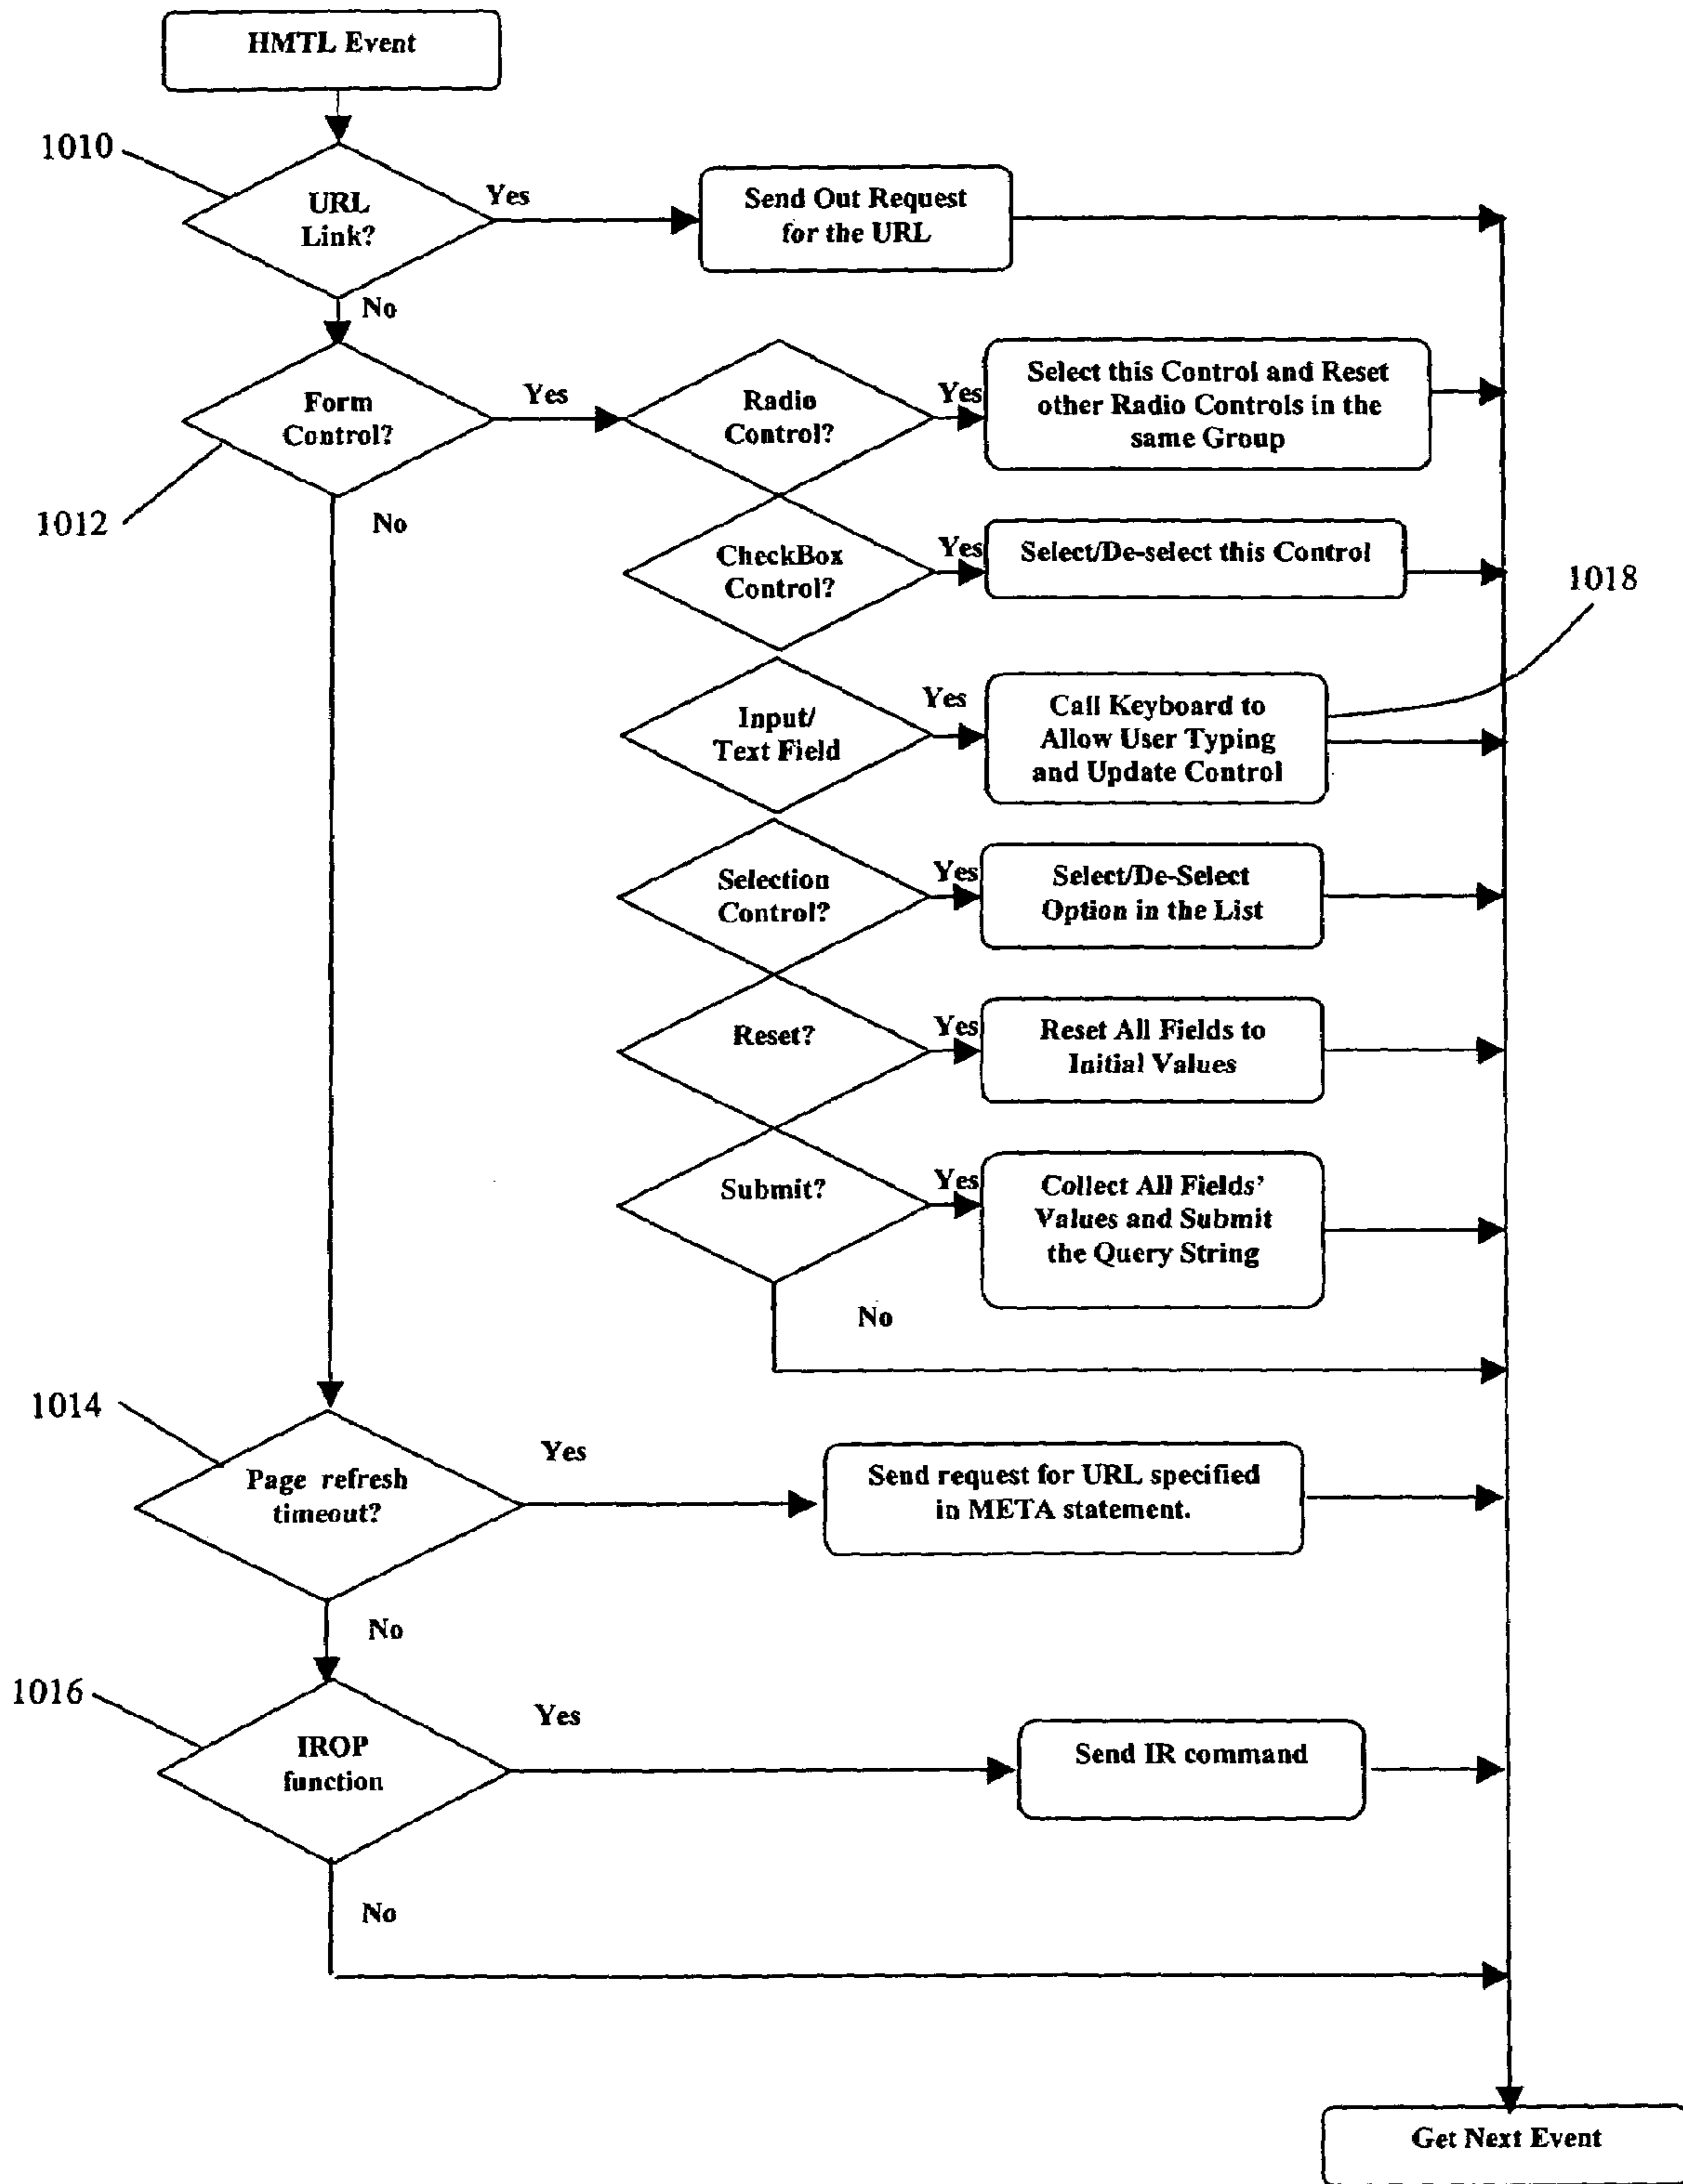 HMTL Event
1010
URL
Link?
Yes
Send Out Request
for the URL
No
Form
Control?
Yes
Radio
Control?
Yes
Select this Control and Reset
other Radio Controls in the
same Group
1012
No
CheckBox
Control?
Yes
Select/De-select this Control
1018
Input/
Text Field
Yes
Call Keyboard to
Allow User Typing
and Update Control
Selection
Control?
Yes
Select/De-Select
Option in the List
Reset?
Yes
Reset All Fields to
Initial Values
Submit?
Yes
Collect All Fields’
Values and Submit
the Query String
No
1014
Page refresh
timeout?
Yes
Send request for URL specified
in META statement.
No
1016
IROP
function
Yes
Send IR command
No
Get Next Event